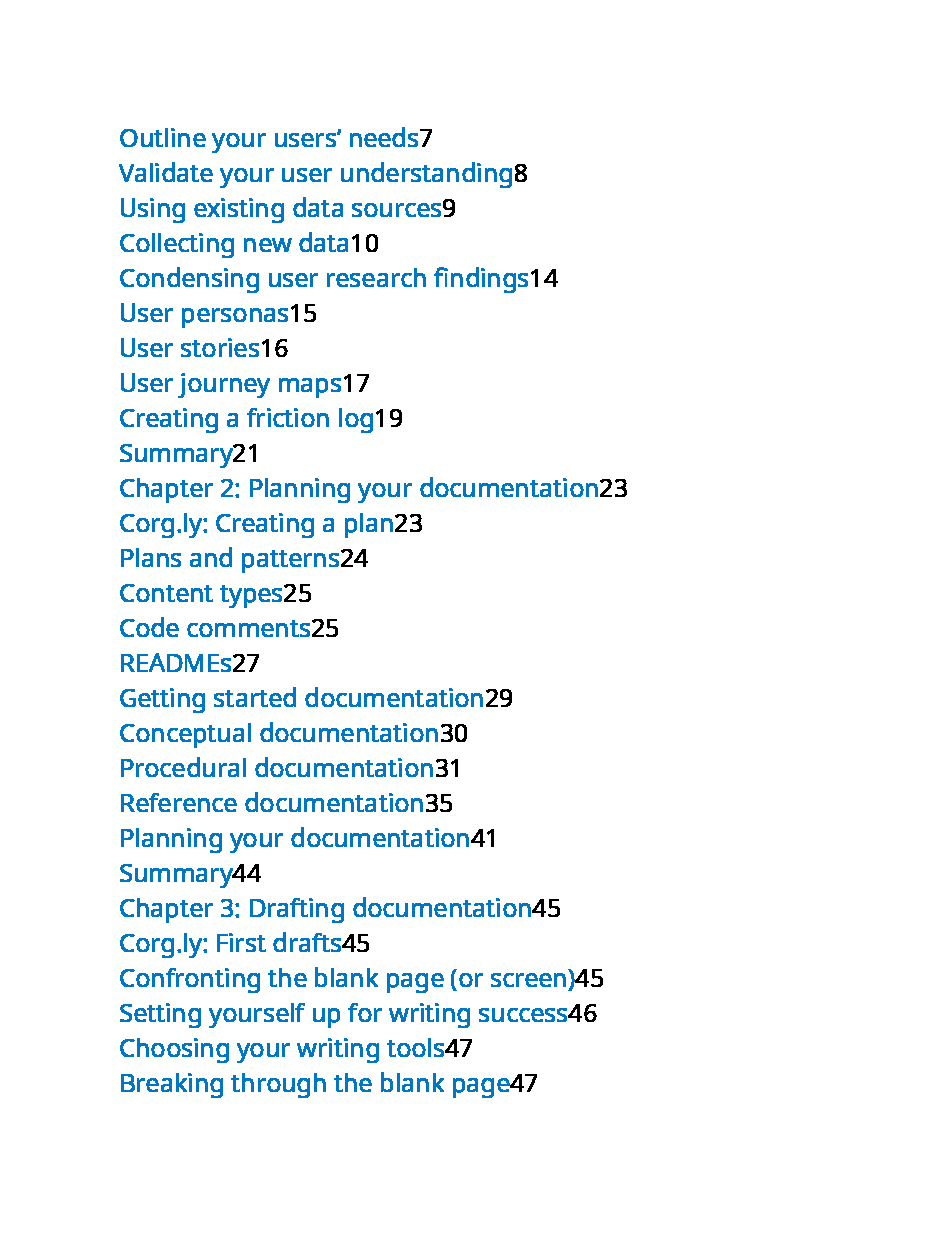 Outline your users’ needs7
Validate your user understanding8
Using existing data sources9
Collecting new data10
Condensing user research findings14
User personas15
User stories16
User journey maps17
Creating a friction log19
Summary21
Chapter 2: Planning your documentation23
Corg.ly: Creating a plan23
Plans and patterns24
Content types25
Code comments25
READMEs27
Getting started documentation29
Conceptual documentation30
Procedural documentation31
Reference documentation35
Planning your documentation41
Summary44
Chapter 3: Drafting documentation45
Corg.ly: First drafts45
Confronting the blank page (or screen)45
Setting yourself up for writing success46
Choosing your writing tools47
Breaking through the blank page47